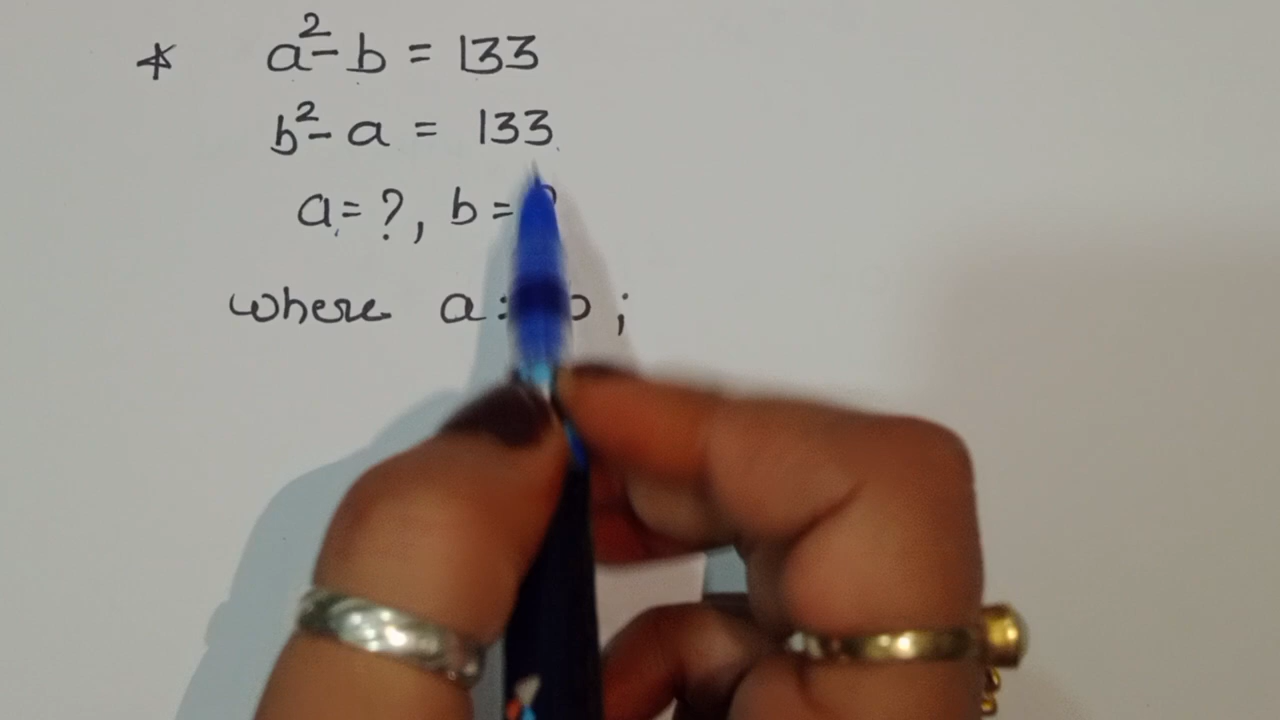 * a² - b = 133
b² - a = 133
a = ?, b =
where a b ;